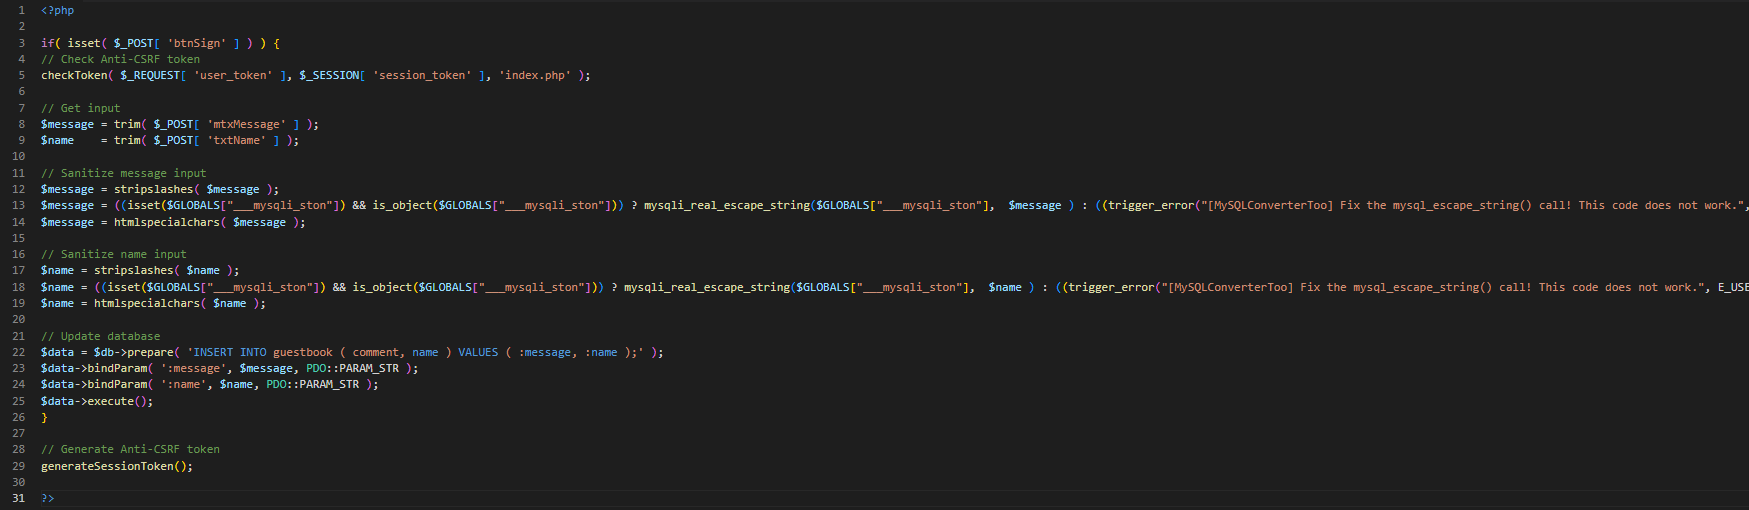 1 <?php
2
3 if( isset( $_POST[ 'btnSign' ] ) ) {
4 // Check Anti-CSRF token
5 checkToken( $_REQUEST[ 'user_token' ], $_SESSION[ 'session_token' ], 'index.php' );
6
7 // Get input
8 $message = trim( $_POST[ 'mtxMessage' ] );
9 $name    = trim( $_POST[ 'txtName' ] );
10
11 // Sanitize message input
12 $message = stripslashes( $message );
13 $message = ((isset($GLOBALS["___mysqli_ston"]) && is_object($GLOBALS["___mysqli_ston"])) ? mysqli_real_escape_string($GLOBALS["___mysqli_ston"],  $message ) : ((trigger_error("[MySQLConverterToo] Fix the mysql_escape_string() call! This code does not work.",
14 $message = htmlspecialchars( $message );
15
16 // Sanitize name input
17 $name = stripslashes( $name );
18 $name = ((isset($GLOBALS["___mysqli_ston"]) && is_object($GLOBALS["___mysqli_ston"])) ? mysqli_real_escape_string($GLOBALS["___mysqli_ston"],  $name ) : ((trigger_error("[MySQLConverterToo] Fix the mysql_escape_string() call! This code does not work.", E_USE
19 $name = htmlspecialchars( $name );
20
21 // Update database
22 $data = $db->prepare( 'INSERT INTO guestbook ( comment, name ) VALUES ( :message, :name );' );
23 $data->bindParam( ':message', $message, PDO::PARAM_STR );
24 $data->bindParam( ':name', $name, PDO::PARAM_STR );
25 $data->execute();
26 }
27
28 // Generate Anti-CSRF token
29 generateSessionToken();
30
31 ?>